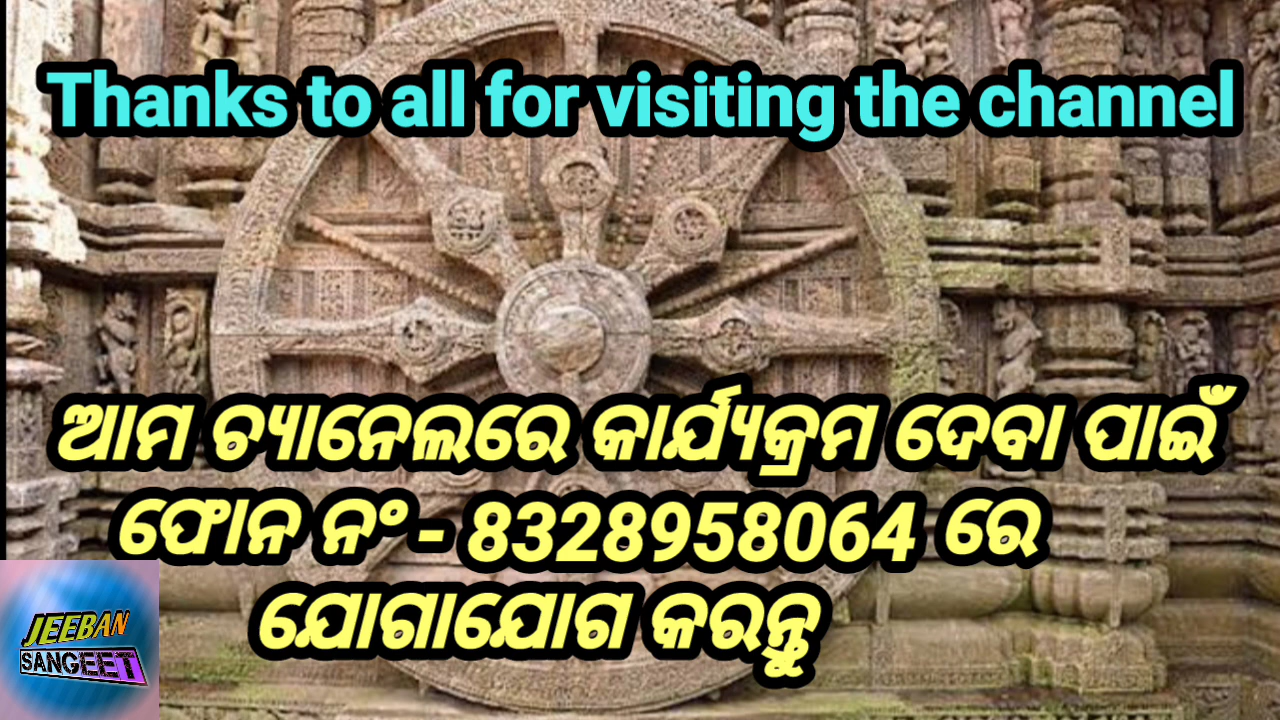 Thanks to all for visiting the channel
ଆମ ଚ୍ୟାନେଲରେ କାର୍ଯ୍ୟକ୍ରମ ଦେବା ପାଇଁ
ଫୋନ ନଂ - 8328958064 ରେ
ଯୋଗାଯୋଗ କରନ୍ତୁ
JEEBAN
SANGEET